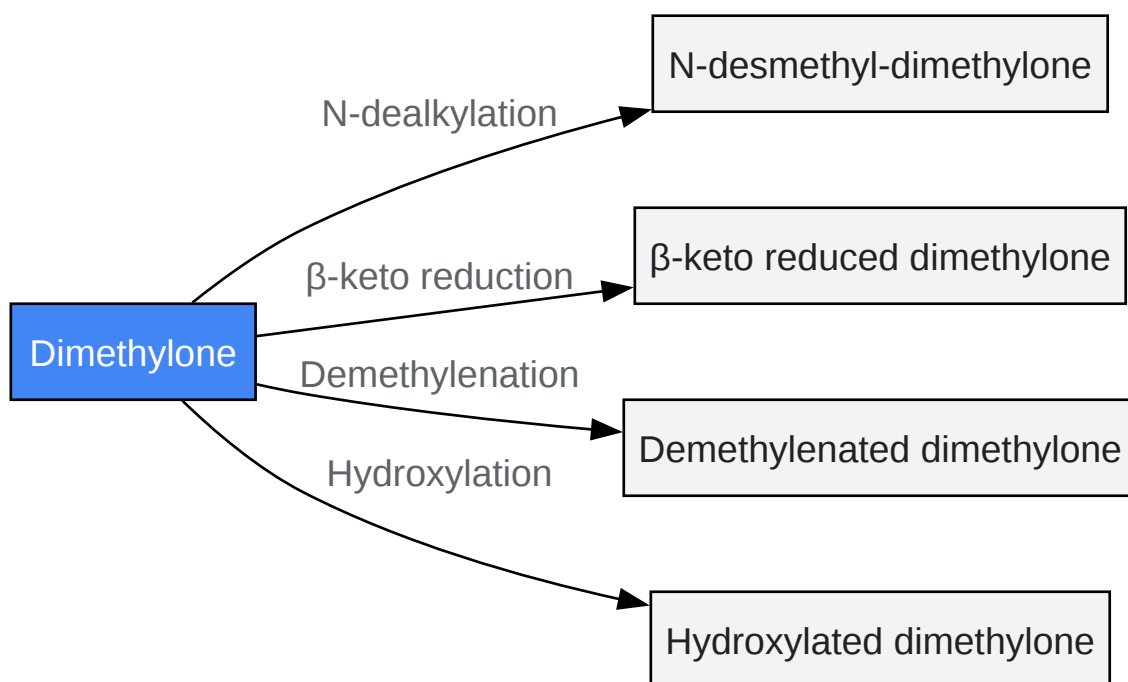 N-desmethyl-dimethylone
N-dealkylation
β-keto reduced dimethylone
β-keto reduction
Dimethylone
Demethylenation
Demethylenated dimethylone
Hydroxylation
Hydroxylated dimethylone